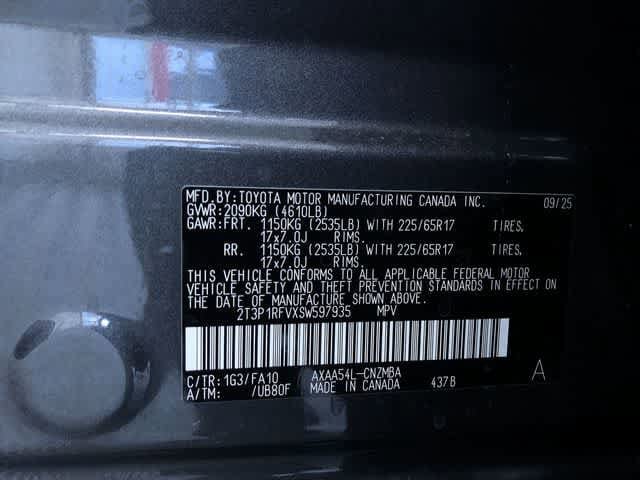 MFD. BY: TOYOTA MOTOR MANUFACTURING CANADA INC. 09/25
GVWR: 2090KG (4610LB)
GAWR: FRT. 1150KG (2535LB) WITH 225/65R17 TIRES.
17x7.0J RIMS.
RR. 1150KG (2535LB) WITH 225/65R17 TIRES.
17x7.0J RIMS.
THIS VEHICLE CONFORMS TO ALL APPLICABLE FEDERAL MOTOR
VEHICLE SAFETY AND THEFT PREVENTION STANDARDS IN EFFECT ON
THE DATE OF MANUFACTURE SHOWN ABOVE.
2T3P1RFVXSW597935 MPV
C/TR: 1G3/FA10 AXAA54L-CNZMBA
A/TM: /UB80F MADE IN CANADA 437B
A